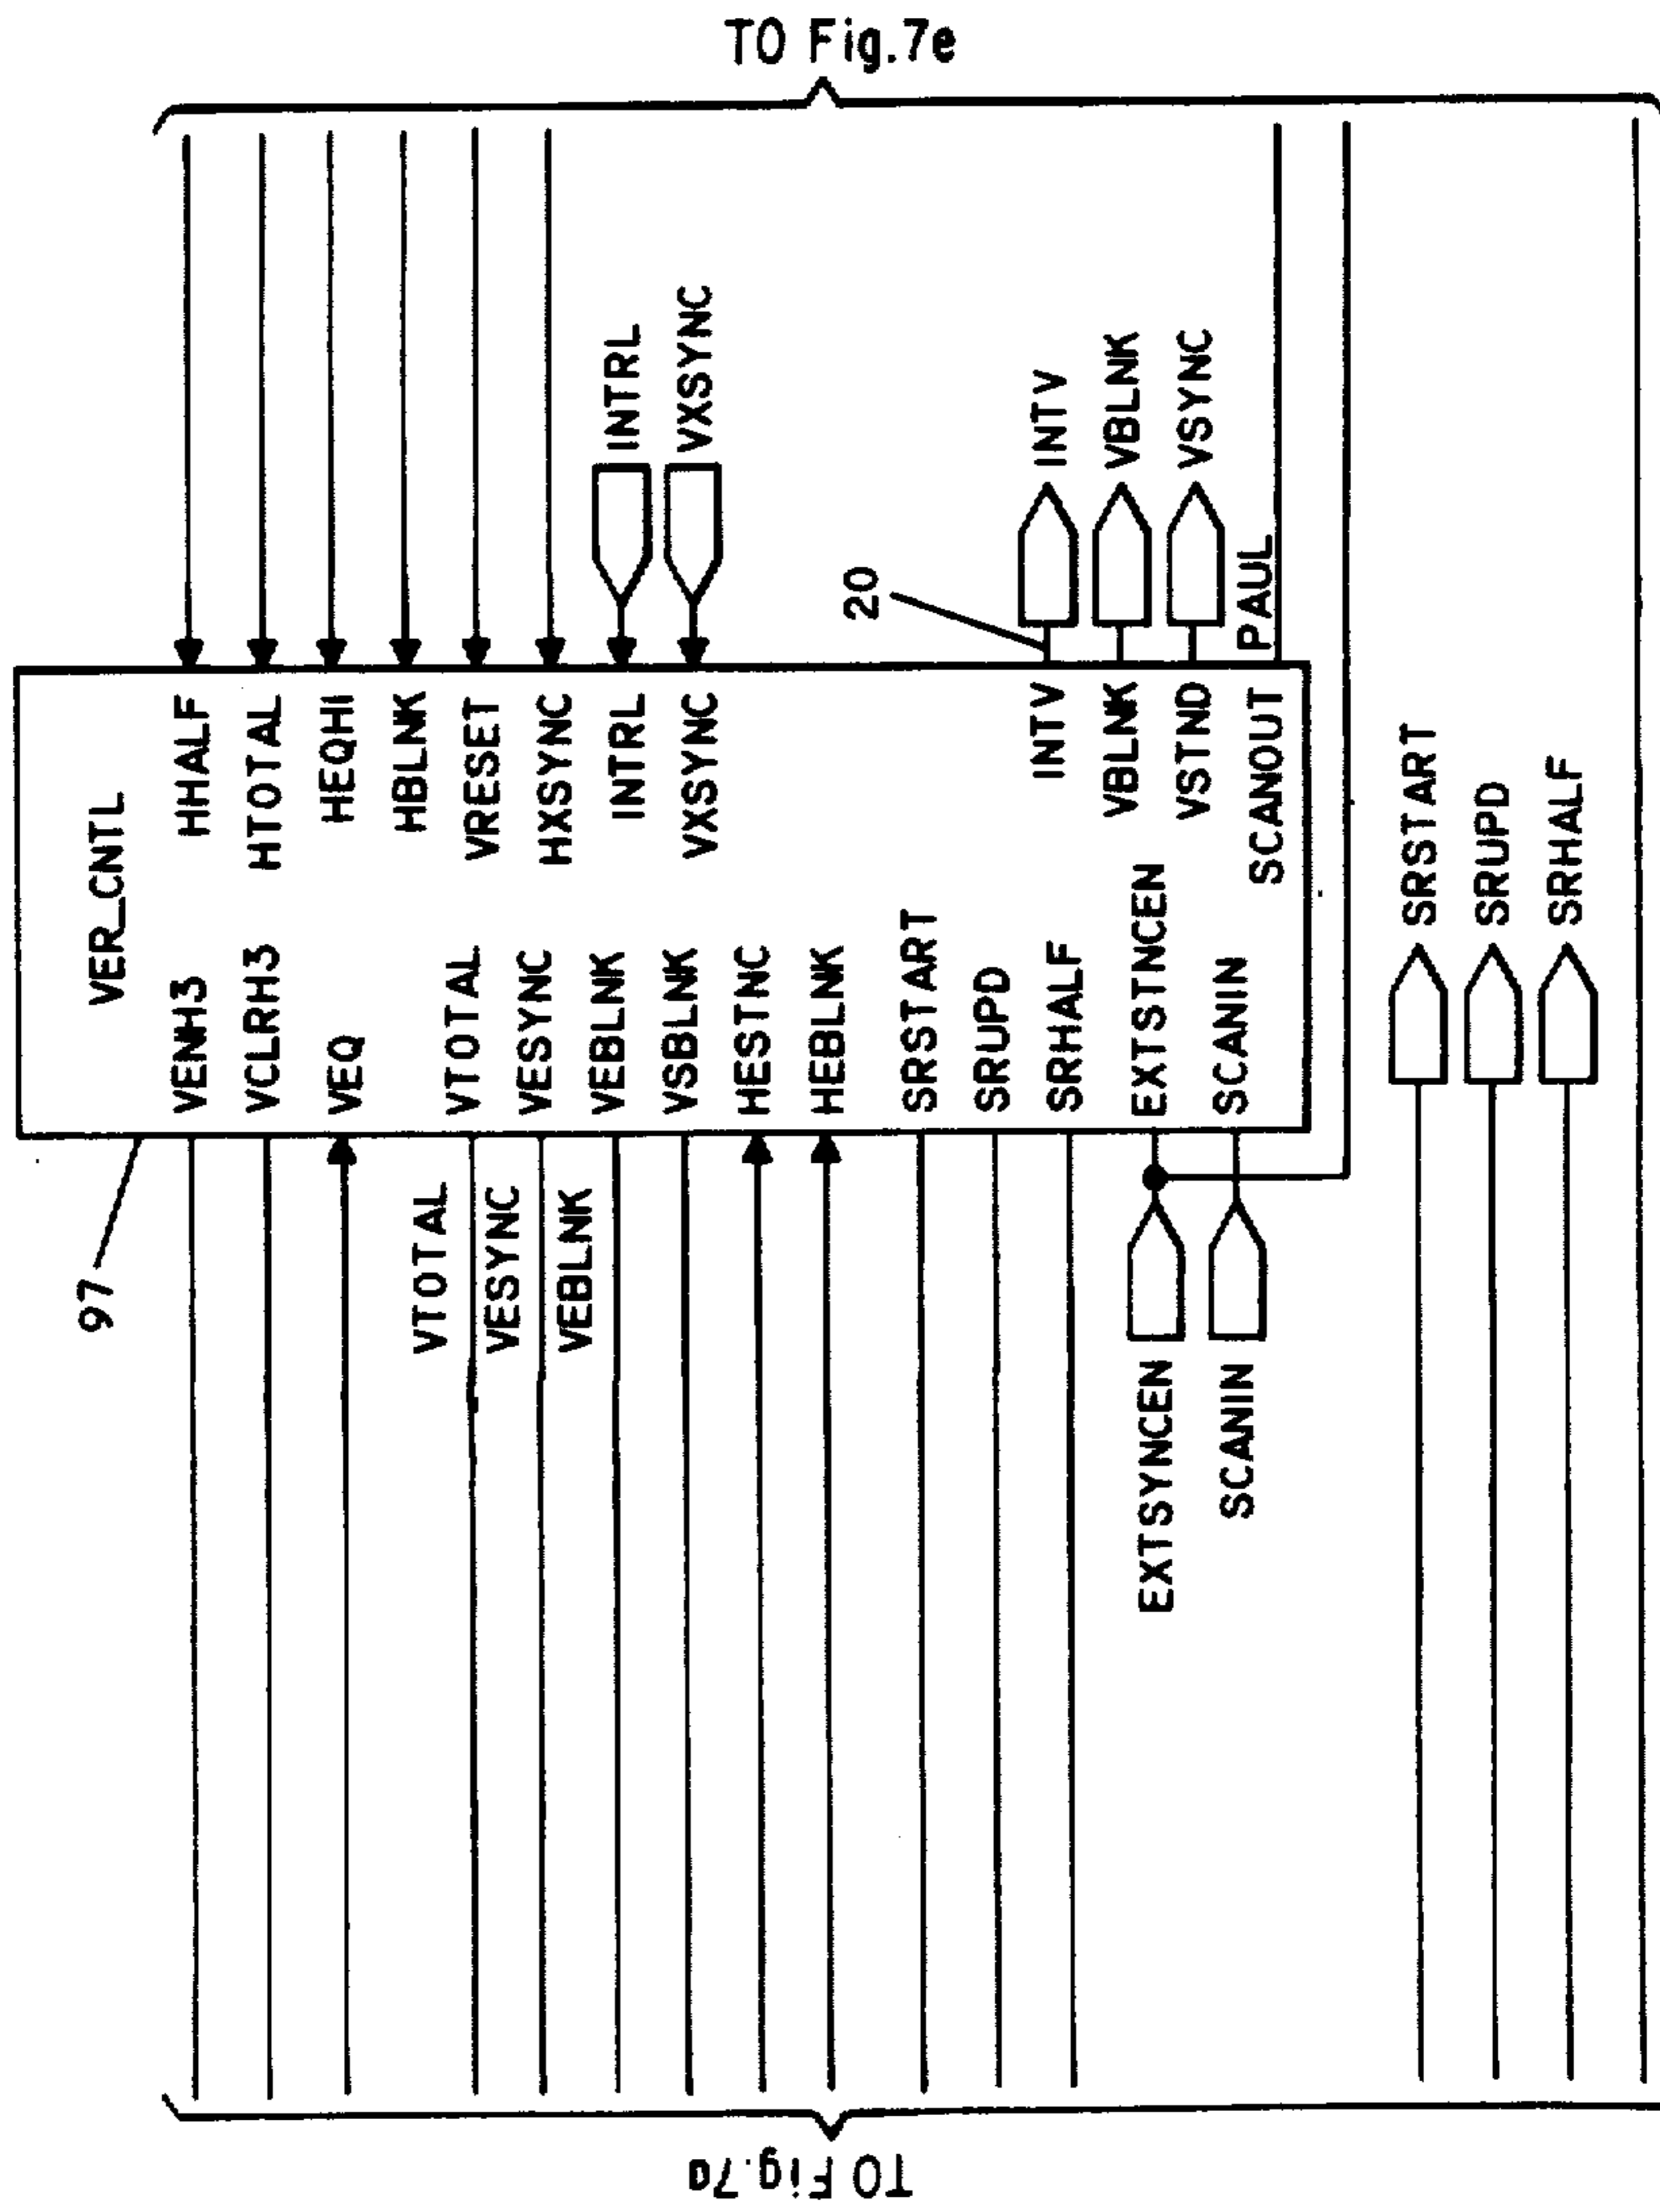 TO Fig.7e
97
VER_CNTL
VENH3
VCLRH3
VEQ
VTOTAL
VESYNC
VEBLNK
VSBLNK
HESTNC
HEBLNK
SRSTART
SRUPD
SRHALF
EXTSTNCEN
SCANIN
HHALF
HTOTAL
HEQHI
HBLNK
VRESET
HXSYNC
INTRL
VXSYNC
INTV
VBLNK
VSTND
SCANOUT
VTOTAL
VESYNC
VEBLNK
EXTSYNCEN
SCANIN
INTRL
VXSYNC
20
INTV
VBLNK
VSYNC
PAUL
SRSTART
SRUPD
SRHALF
TO Fig.7a